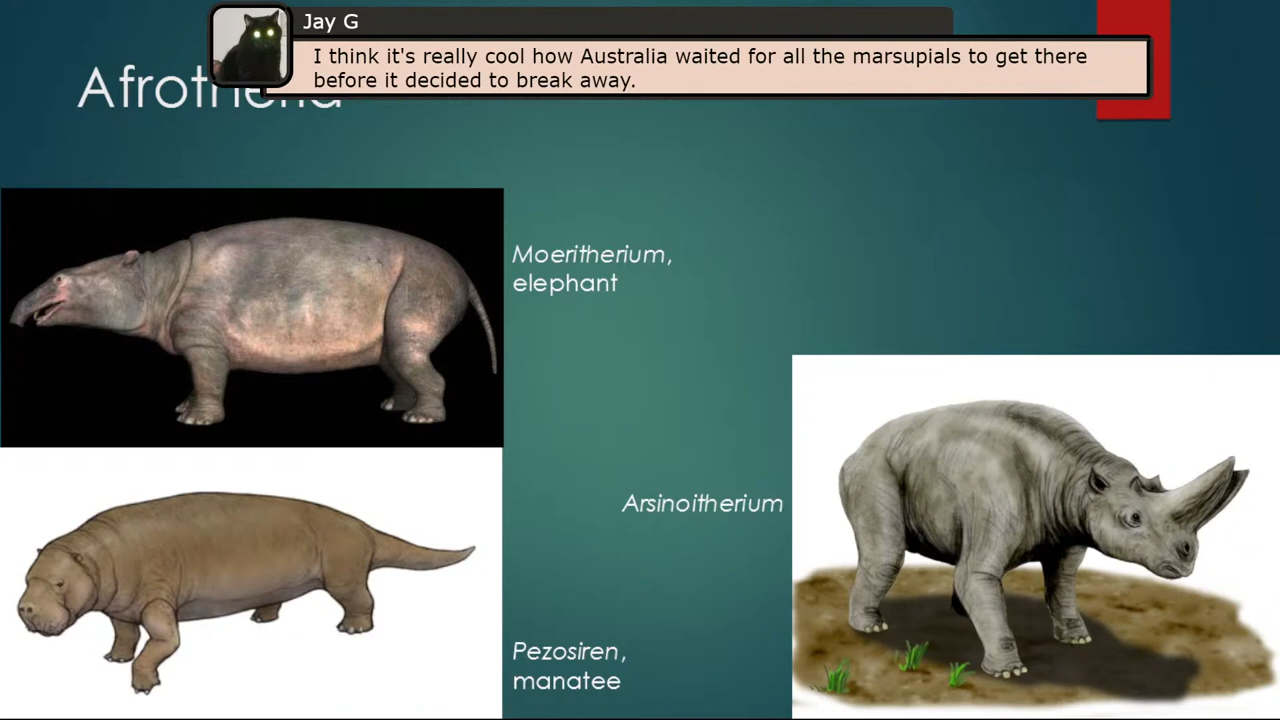 Jay G
I think it's really cool how Australia waited for all the marsupials to get there
before it decided to break away.
Afrotheria
Moeritherium,
elephant
Arsinoitherium
Pezosiren,
manatee